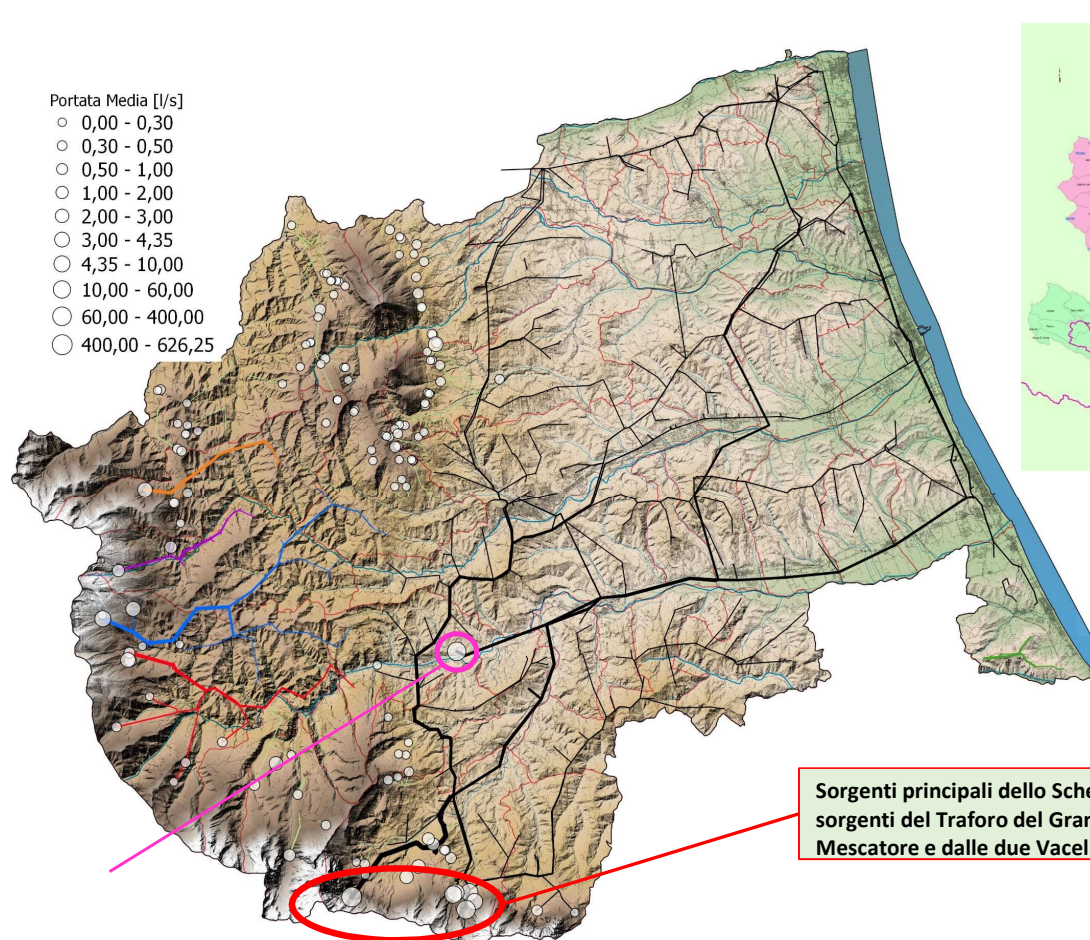 Portata Media [l/s]
0,00 - 0,30
0,30 - 0,50
0,50 - 1,00
1,00 - 2,00
2,00 - 3,00
3,00 - 4,35
4,35 - 10,00
10,00 - 60,00
60,00 - 400,00
400,00 - 626,25
Sorgenti principali dello Sche
sorgenti del Traforo del Gran
Mescatore e dalle due Vacel